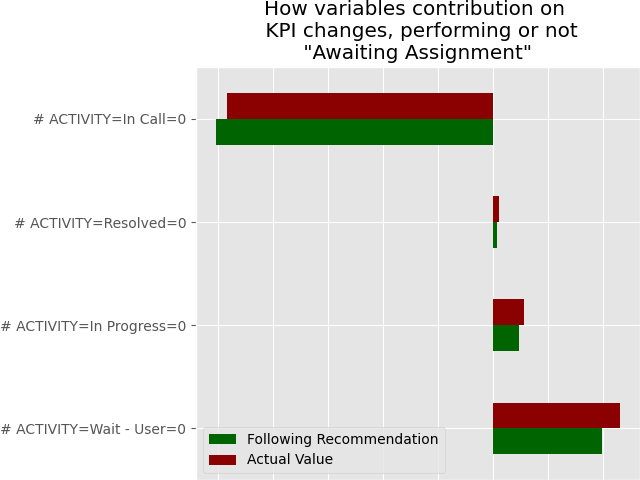 How variables contribution on
KPI changes, performing or not
"Awaiting Assignment"
# ACTIVITY=In Call=0
# ACTIVITY=Resolved=0
# ACTIVITY=In Progress=0
# ACTIVITY=Wait - User=0
Following Recommendation
Actual Value